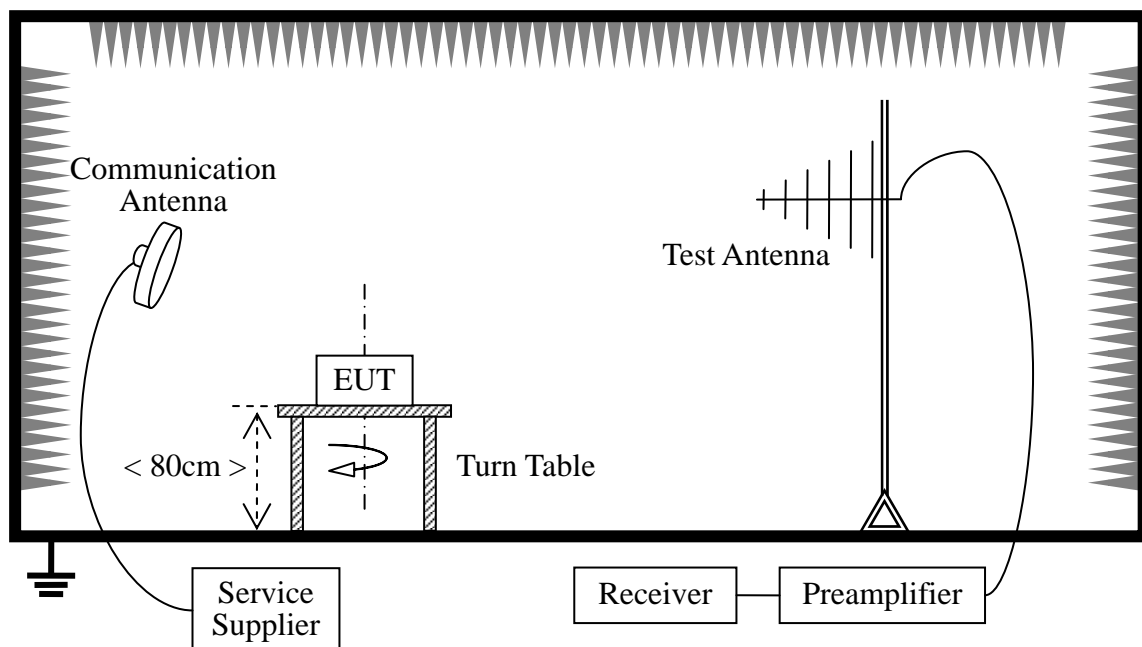 Communication
Antenna
Test Antenna
EUT
< 80cm >
Turn Table
Service
Supplier
Receiver
Preamplifier